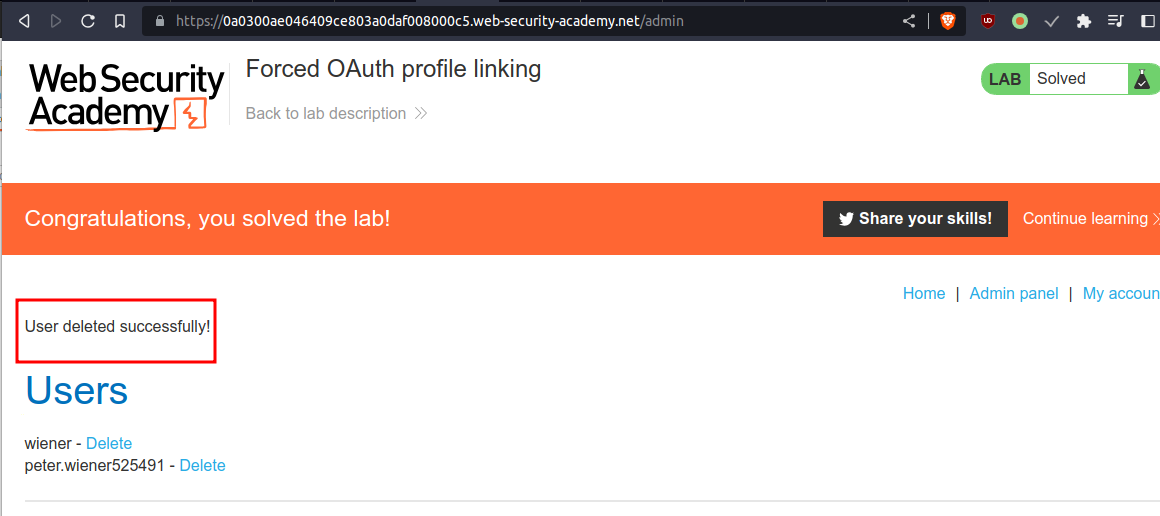 https://0a0300ae046409ce803a0daf008000c5.web-security-academy.net/admin
Web Security
Academy
Forced OAuth profile linking
Back to lab description
LAB Solved
Congratulations, you solved the lab!
Share your skills!
Continue learning
Home | Admin panel | My accoun
User deleted successfully!
Users
wiener - Delete
peter.wiener525491 - Delete